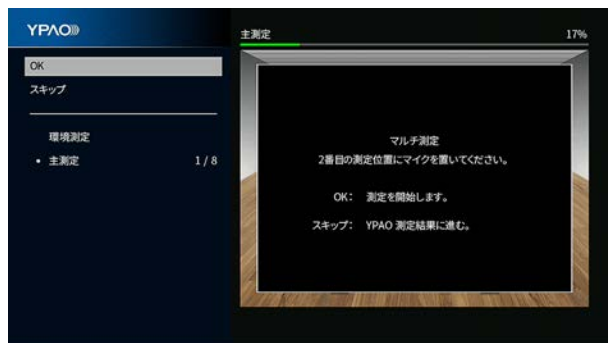 YPAO
主測定 17%
OK
スキップ
環境測定
• 主測定 1 / 8
マルチ測定
2番目の測定位置にマイクを置いてください。
OK: 測定を開始します。
スキップ: YPAO 測定結果に進む。